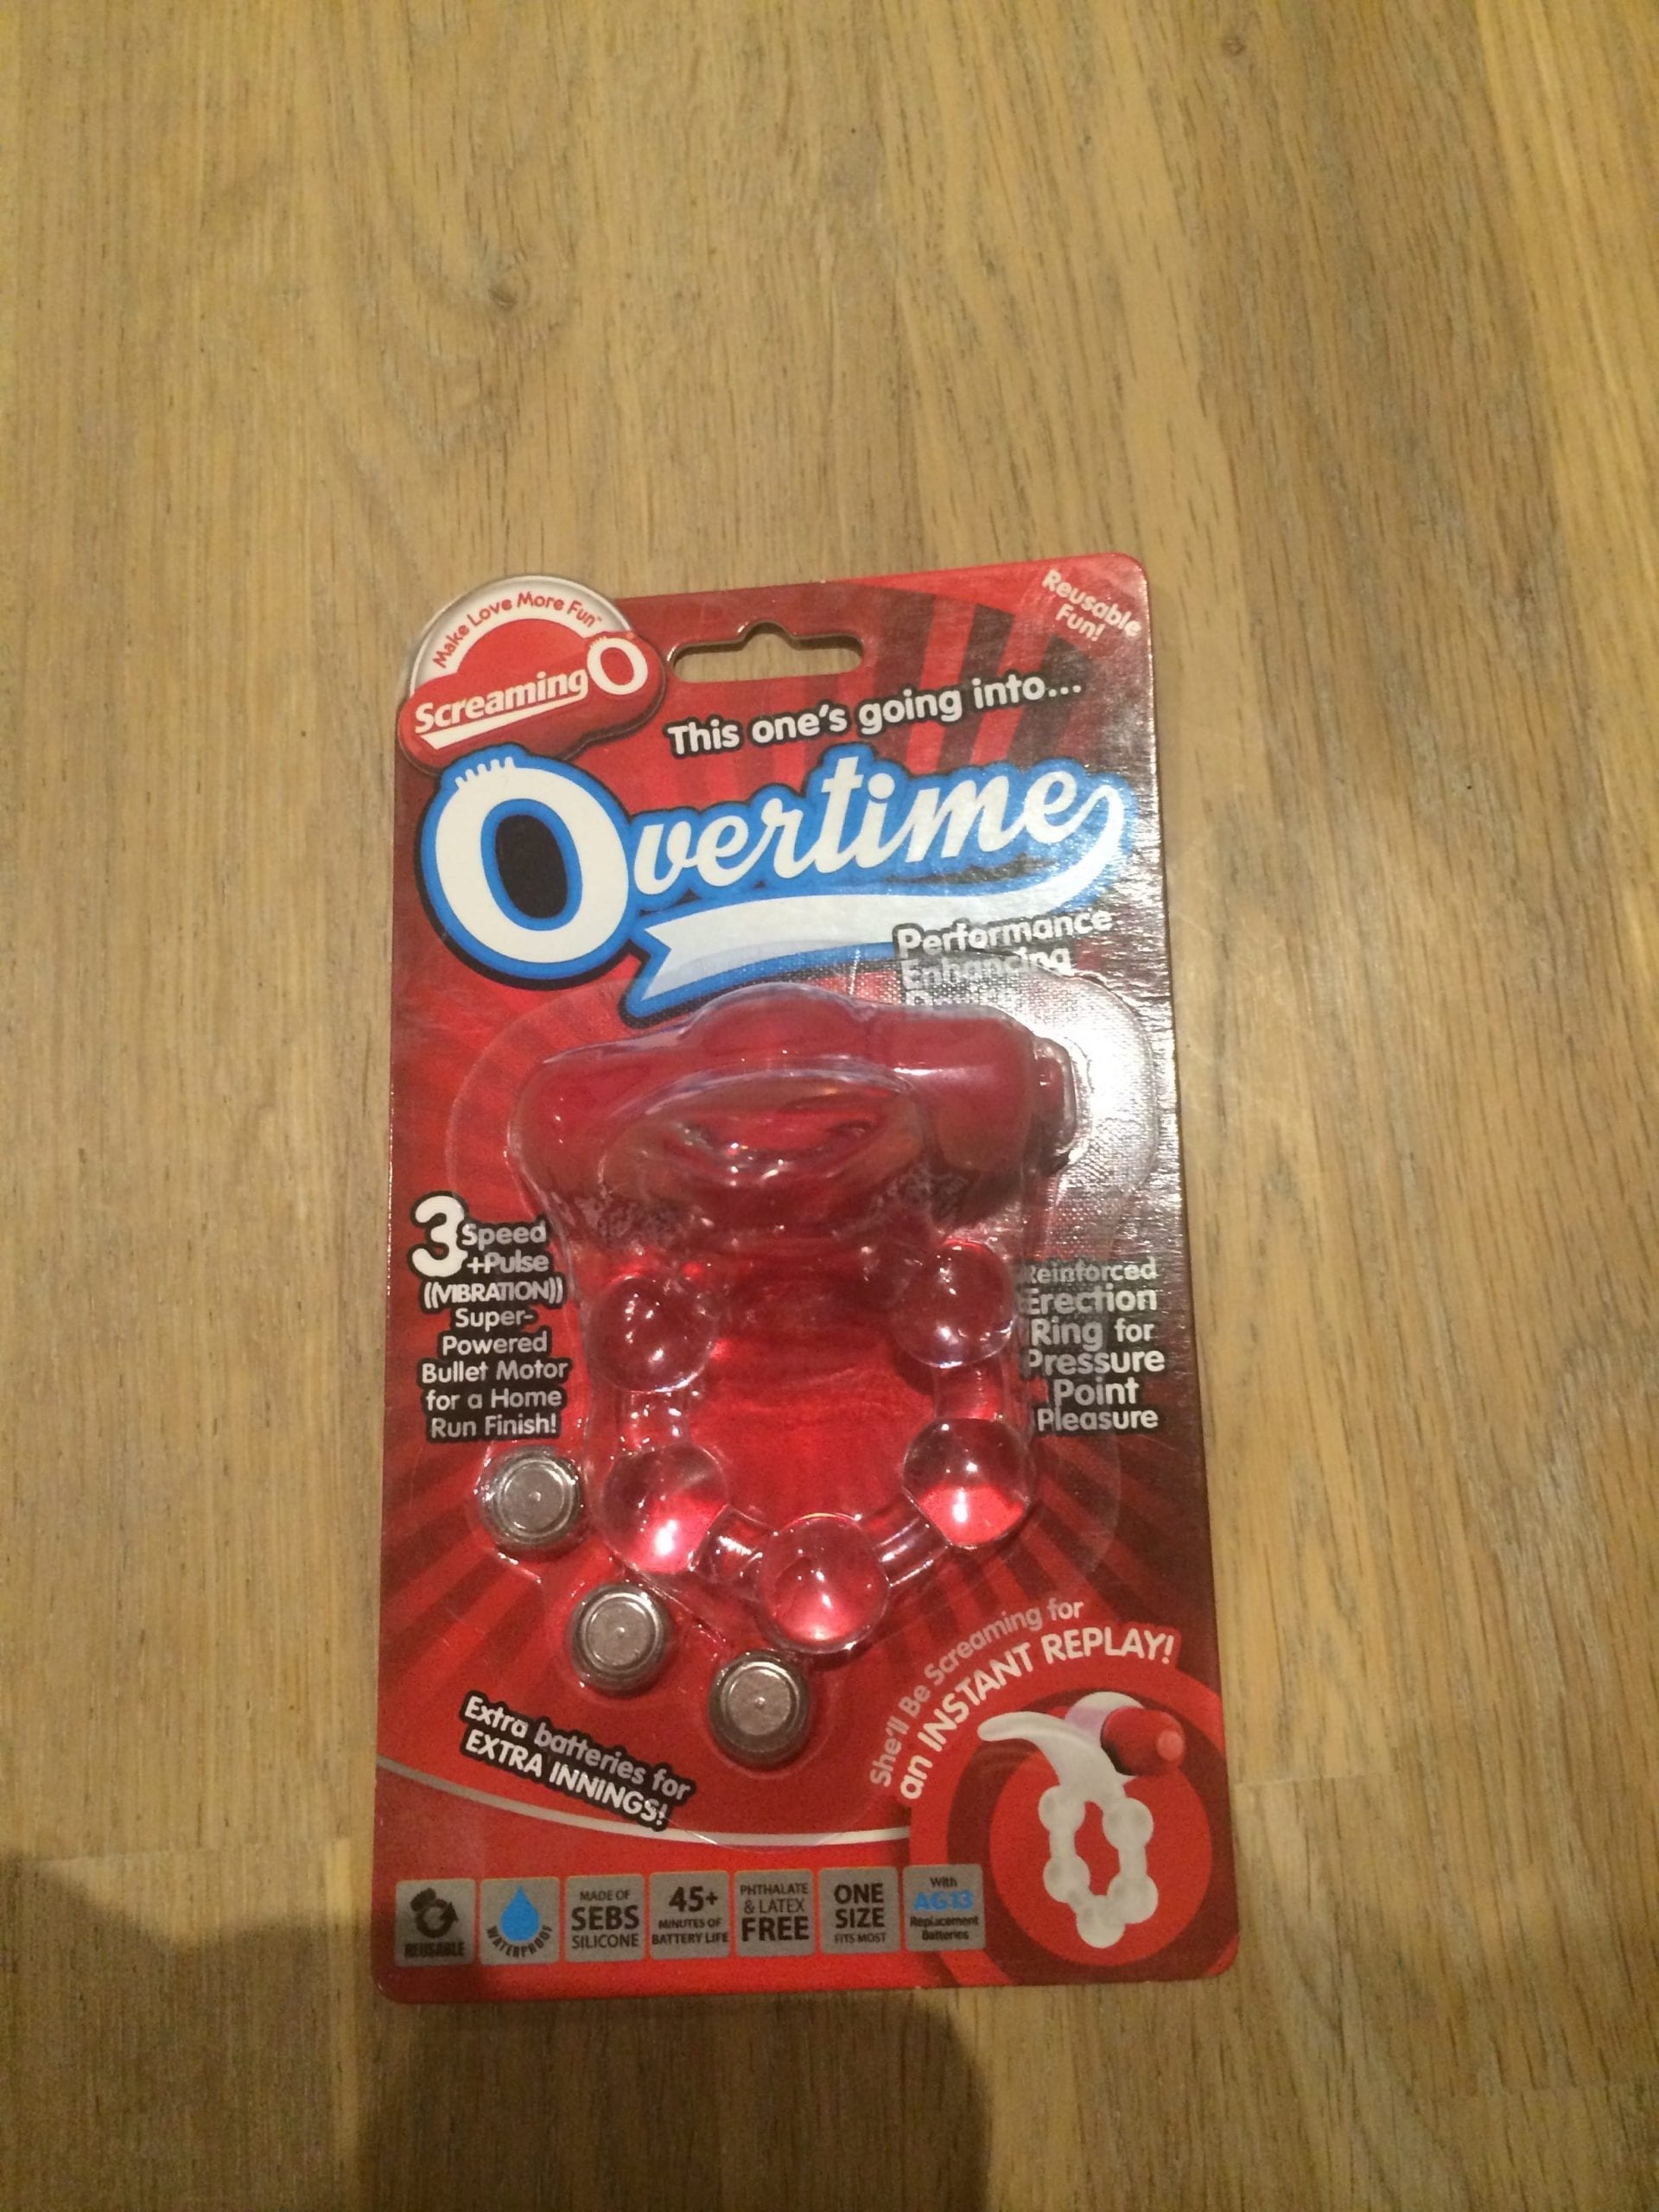 Make Love More Fun™
Screaming O
Reusable
Fun!
This one's going into...
Overtime
Performance
Enhancing
3 Speed
+Pulse
((VIBRATION))
Super-
Powered
Bullet Motor
for a Home
Run Finish!
Reinforced
Erection
Ring for
Pressure
Point
Pleasure
Extra batteries for
EXTRA INNINGS!
She'll Be Screaming for
an INSTANT REPLAY!
REUSABLE
WATERPROOF
MADE OF
SEBS
SILICONE
45+
MINUTES OF
BATTERY LIFE
PHTHALATE
& LATEX
FREE
ONE
SIZE
FITS MOST
With
AG13
Replacement
Batteries